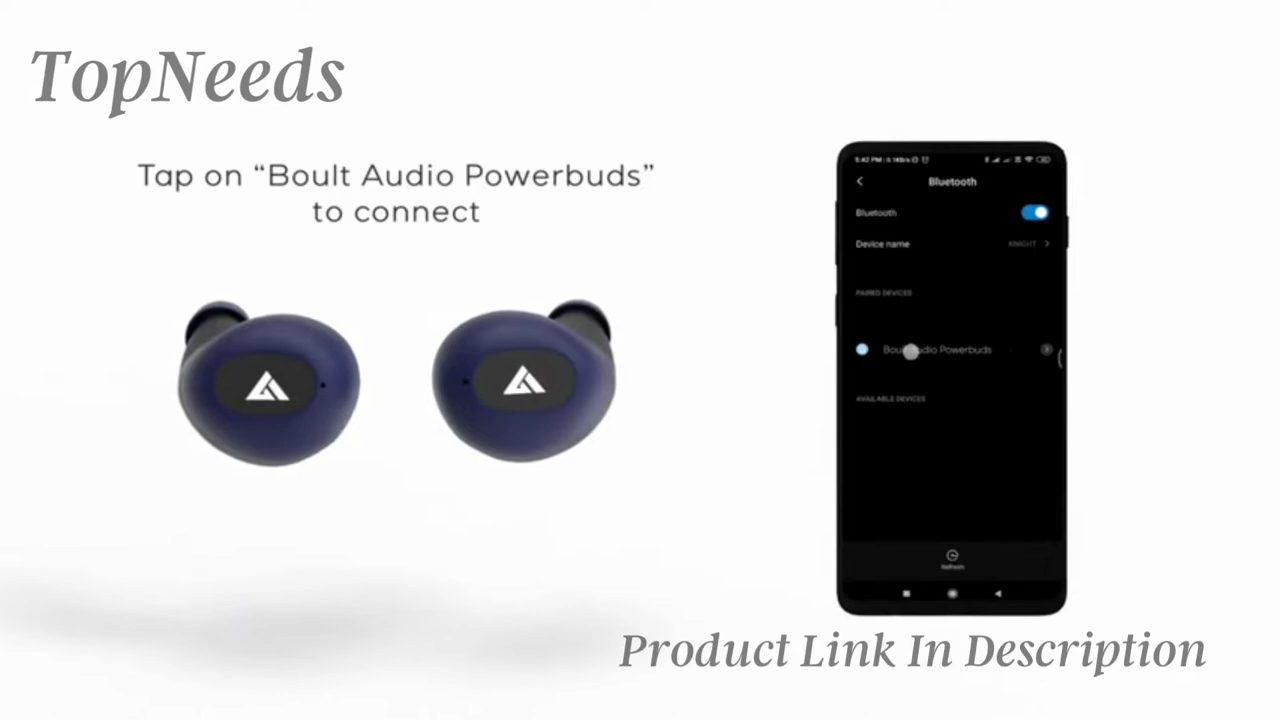 TopNeeds
Tap on “Boult Audio Powerbuds”
to connect
Bluetooth
Bluetooth
Device name KNIGHT
PAIRED DEVICES
Boult Audio Powerbuds
AVAILABLE DEVICES
Refresh
Product Link In Description